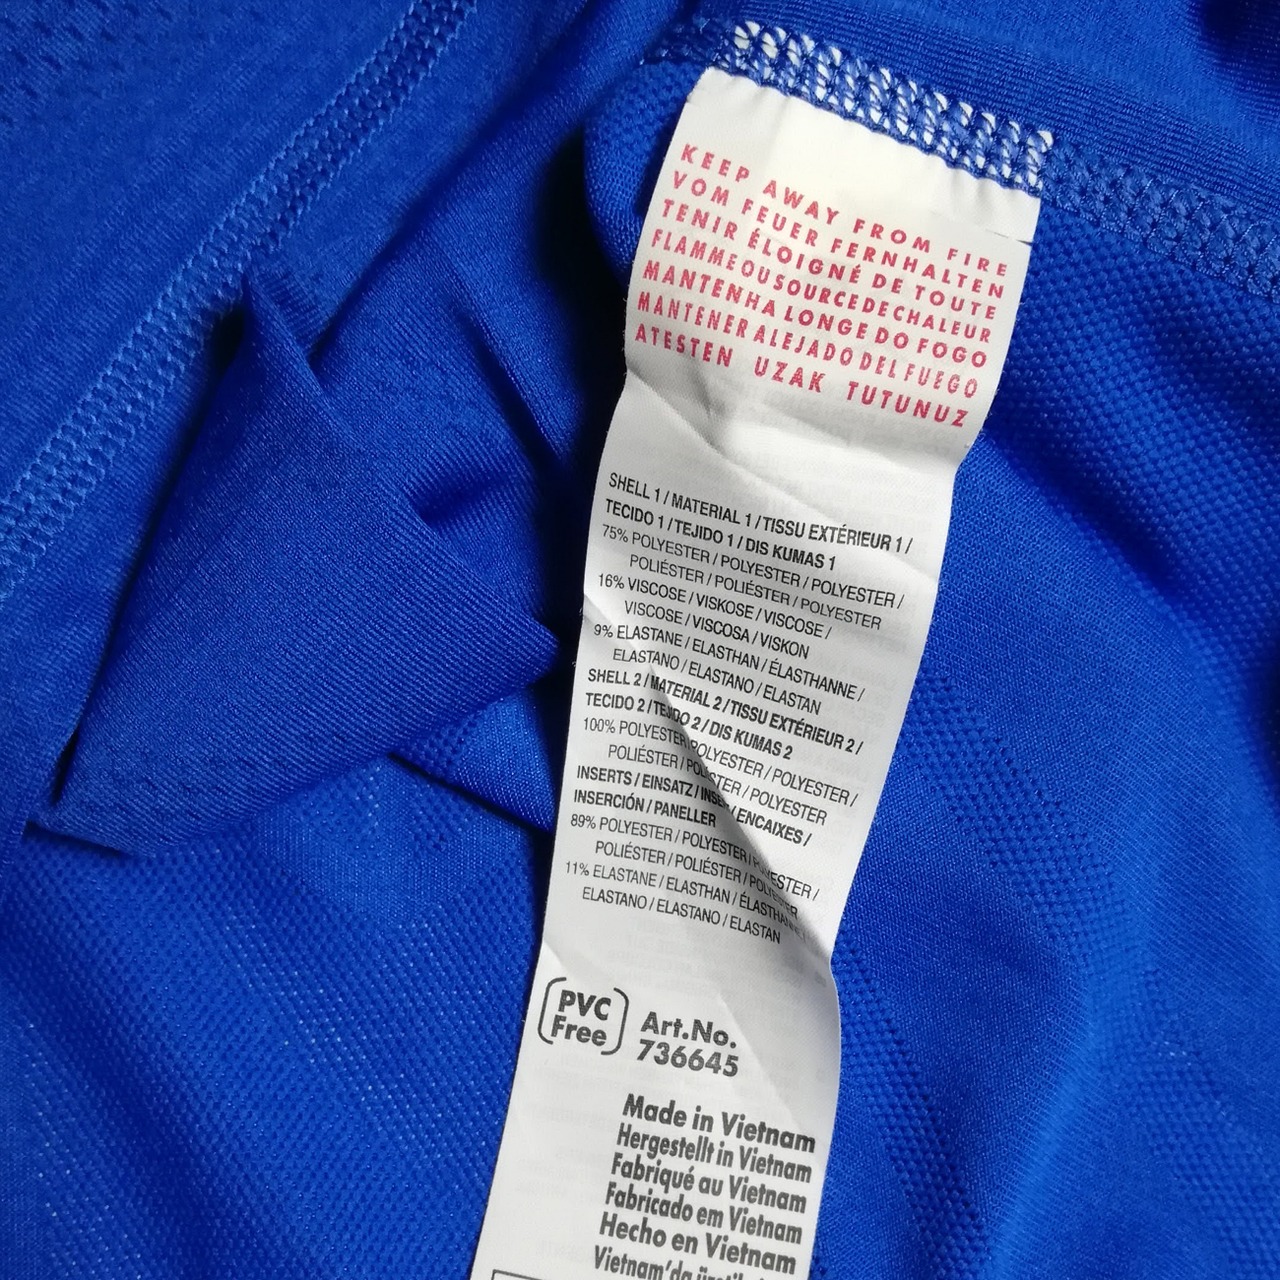 KEEP AWAY FROM FIRE
VOM FEUER FERNHALTEN
TENIR ÉLOIGNÉ DE TOUTE
FLAMME OU SOURCE DE CHALEUR
MANTENHA LONGE DO FOGO
MANTENER ALEJADO DEL FUEGO
ATESTEN UZAK TUTUNUZ
SHELL 1 / MATERIAL 1 / TISSU EXTÉRIEUR 1 /
TECIDO 1 / TEJIDO 1 / DIS KUMAS 1
75% POLYESTER / POLYESTER / POLYESTER /
POLIÉSTER / POLIÉSTER / POLYESTER
16% VISCOSE / VISKOSE / VISCOSE /
VISCOSE / VISCOSA / VISKON
9% ELASTANE / ELASTHAN / ÉLASTHANNE /
ELASTANO / ELASTANO / ELASTAN
SHELL 2 / MATERIAL 2 / TISSU EXTÉRIEUR 2 /
TECIDO 2 / TEJIDO 2 / DIS KUMAS 2
100% POLYESTER / POLYESTER / POLYESTER /
POLIÉSTER / POLIÉSTER / POLYESTER
INSERTS / EINSATZ / INSE / ENCAIXES /
INSERCIÓN / PANELLER
89% POLYESTER / POLYESTER / POLYESTER /
POLIÉSTER / POLIÉSTER / POLYESTER
11% ELASTANE / ELASTHAN / ÉLASTHANNE /
ELASTANO / ELASTANO / ELASTAN
PVC
Free
Art.No.
736645
Made in Vietnam
Hergestellt in Vietnam
Fabriqué au Vietnam
Fabricado em Vietnam
Hecho en Vietnam
Vietnam'da